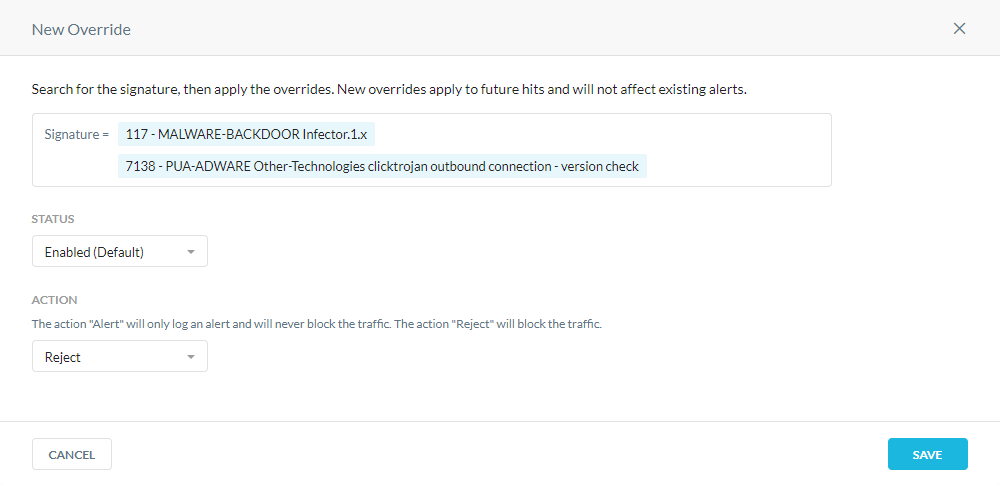 New Override
Search for the signature, then apply the overrides. New overrides apply to future hits and will not affect existing alerts.
Signature = 117 - MALWARE-BACKDOOR Infector.1.x
7138 - PUA-ADWARE Other-Technologies clicktrojan outbound connection - version check
STATUS
Enabled (Default)
ACTION
The action "Alert" will only log an alert and will never block the traffic. The action "Reject" will block the traffic.
Reject
CANCEL SAVE